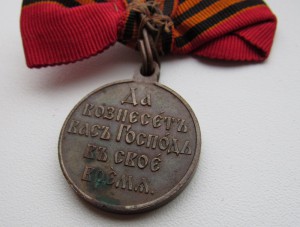 Да
вознесетъ
васъ Господь
въ свое
время.